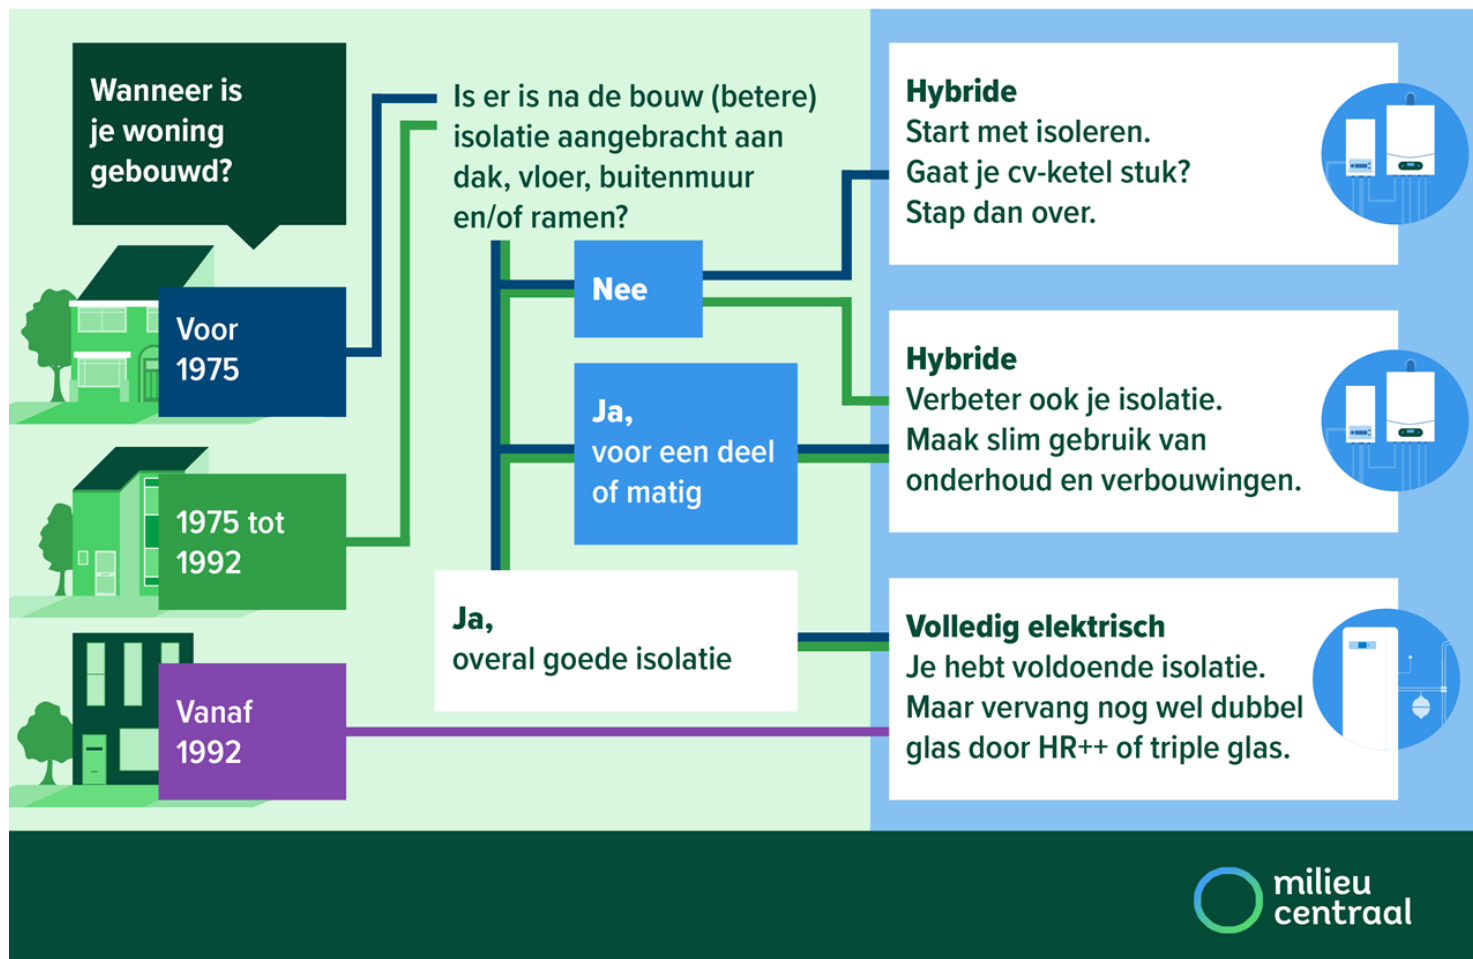 Wanneer is
je woning
gebouwd?
Voor
1975
1975 tot
1992
Vanaf
1992
Is er is na de bouw (betere)
isolatie aangebracht aan
dak, vloer, buitenmuur
en/of ramen?
Nee
Ja,
voor een deel
of matig
Ja,
overal goede isolatie
Hybride
Start met isoleren.
Gaat je cv-ketel stuk?
Stap dan over.
Hybride
Verbeter ook je isolatie.
Maak slim gebruik van
onderhoud en verbouwingen.
Volledig elektrisch
Je hebt voldoende isolatie.
Maar vervang nog wel dubbel
glas door HR++ of triple glas.
milieu
centraal